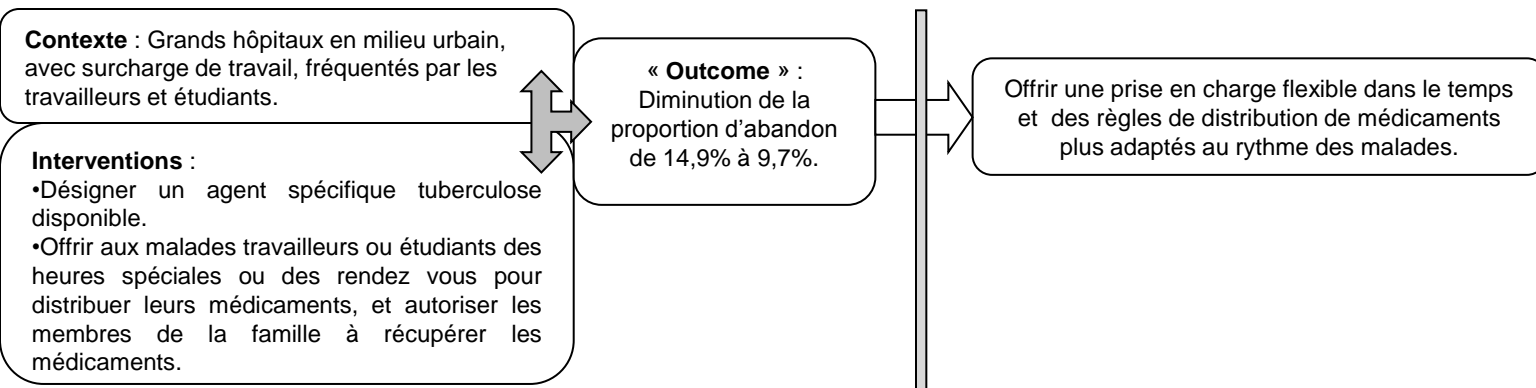 Contexte : Grands hôpitaux en milieu urbain,
avec surcharge de travail, fréquentés par les
travailleurs et étudiants.
Interventions :
•Désigner un agent spécifique tuberculose
disponible.
•Offrir aux malades travailleurs ou étudiants des
heures spéciales ou des rendez vous pour
distribuer leurs médicaments, et autoriser les
membres de la famille à récupérer les
médicaments.
« Outcome » :
Diminution de la
proportion d’abandon
de 14,9% à 9,7%.
Offrir une prise en charge flexible dans le temps
et des règles de distribution de médicaments
plus adaptés au rythme des malades.